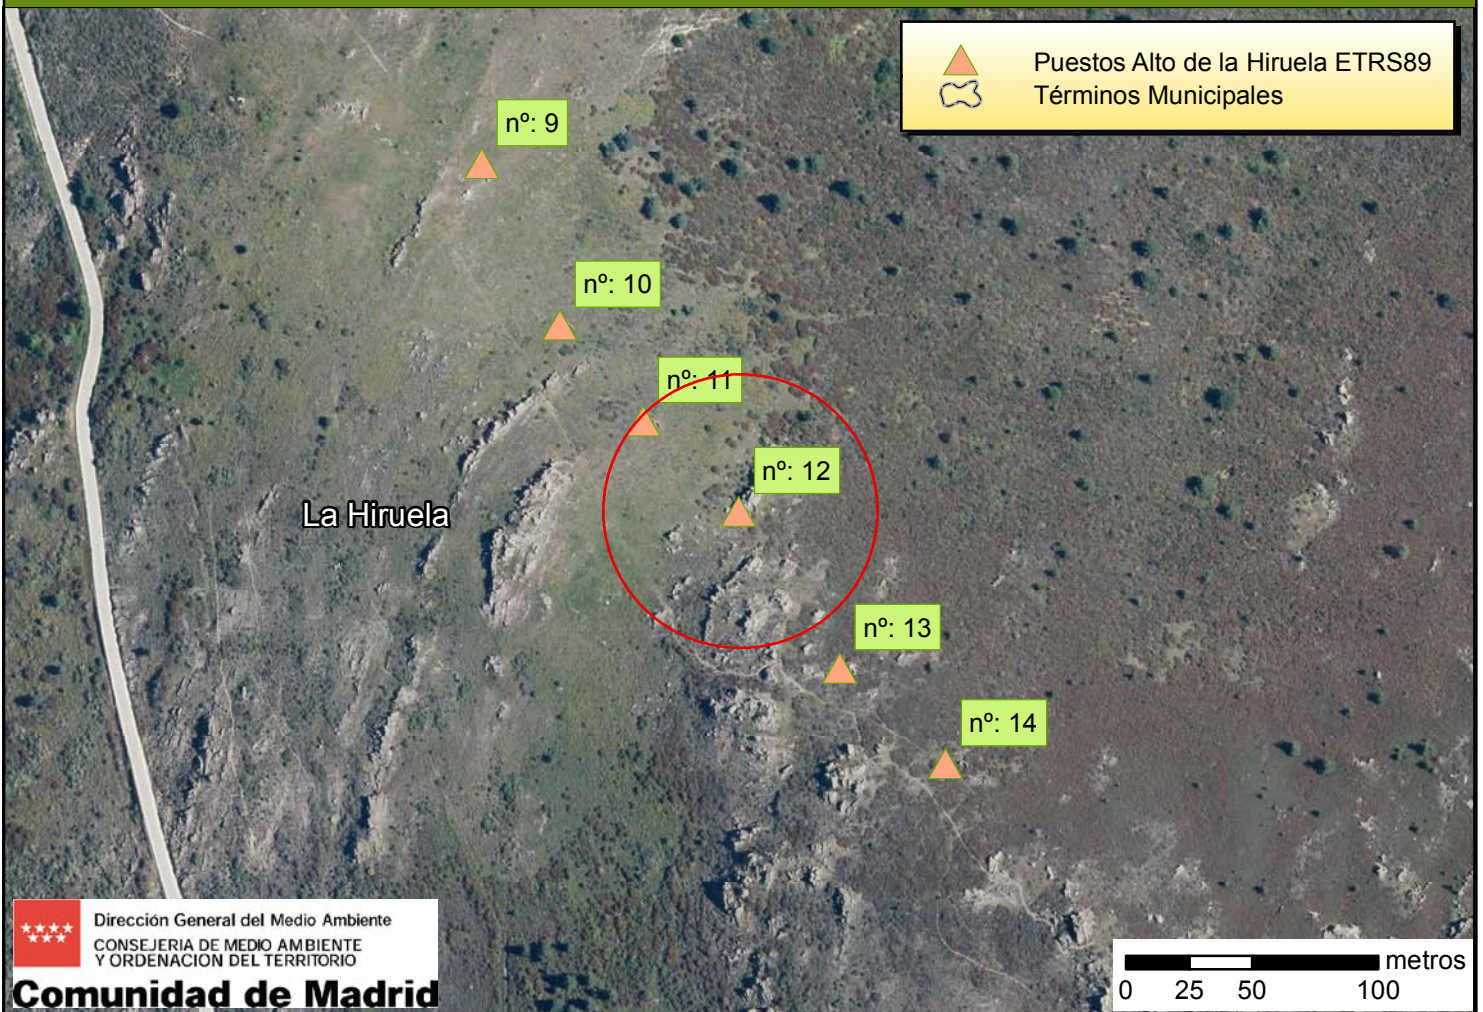 Puestos Alto de la Hiruela ETRS89
Términos Municipales
nº: 9
nº: 10
nº: 11
nº: 12
La Hiruela
nº: 13
nº: 14
Dirección General del Medio Ambiente
CONSEJERIA DE MEDIO AMBIENTE
Y ORDENACION DEL TERRITORIO
Comunidad de Madrid
metros
0 25 50 100